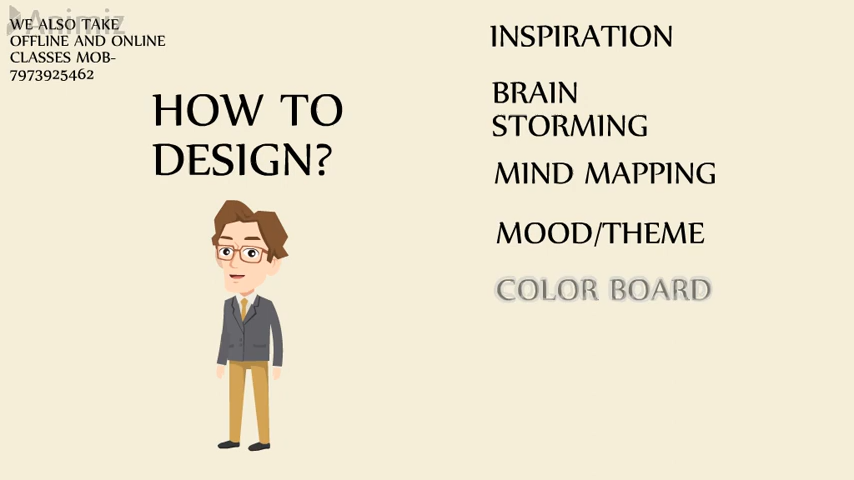 Animiz
WE ALSO TAKE
OFFLINE AND ONLINE
CLASSES MOB-
7973925462
HOW TO
DESIGN?
INSPIRATION
BRAIN
STORMING
MIND MAPPING
MOOD/THEME
COLOR BOARD